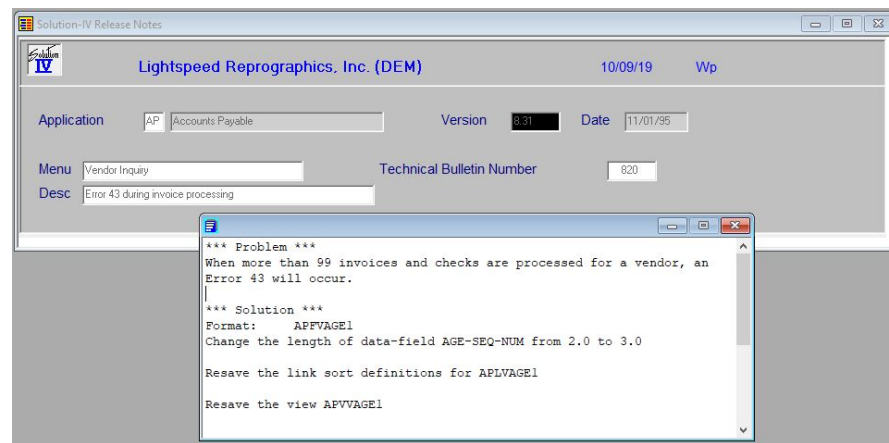 Solution-IV Release Notes
Solution
IV
Lightspeed Reprographics, Inc. (DEM) 10/09/19 Wp
Application AP Accounts Payable Version 8.31 Date 11/01/95
Menu Vendor Inquiry Technical Bulletin Number 820
Desc Error 43 during invoice processing
*** Problem ***
When more than 99 invoices and checks are processed for a vendor, an
Error 43 will occur.
*** Solution ***
Format: APFVAGE1
Change the length of data-field AGE-SEQ-NUM from 2.0 to 3.0
Resave the link sort definitions for APLVAGE1
Resave the view APVVAGE1